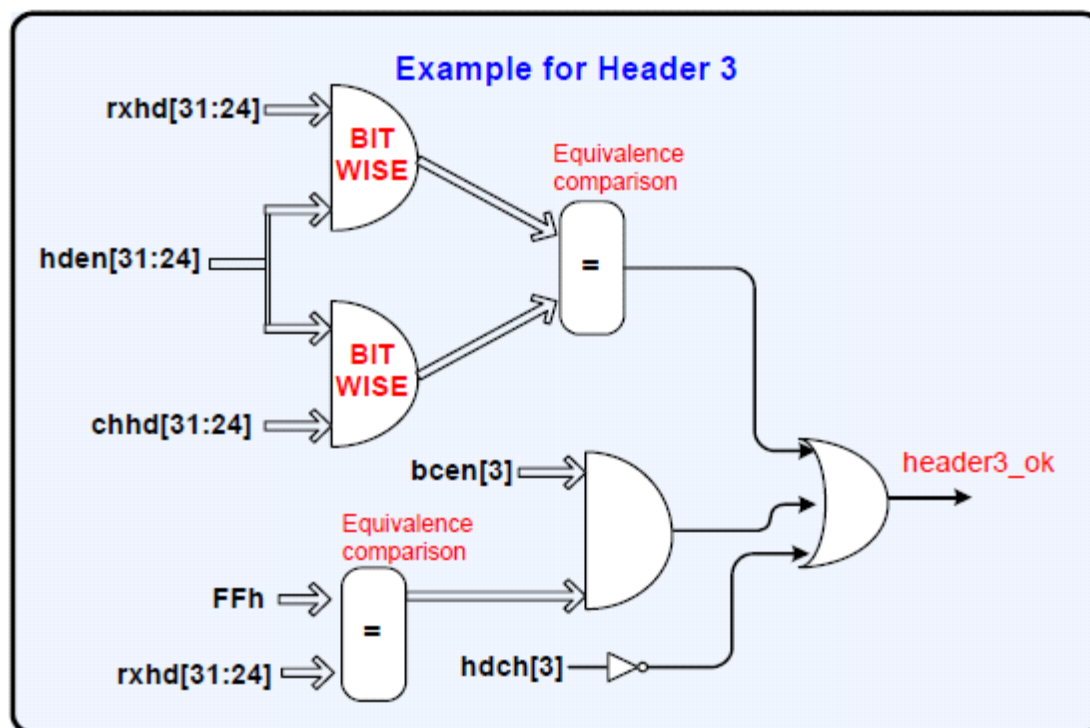 Example for Header 3
rxhd[31:24]
BIT
WISE
Equivalence
comparison
hden[31:24]
=
BIT
WISE
chhd[31:24]
bcen[3]
header3_ok
Equivalence
comparison
FFh
=
rxhd[31:24]
hdch[3]